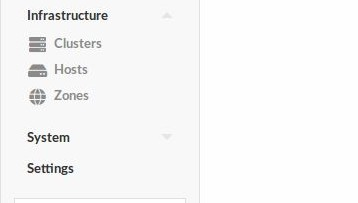 Infrastructure
Clusters
Hosts
Zones
System
Settings